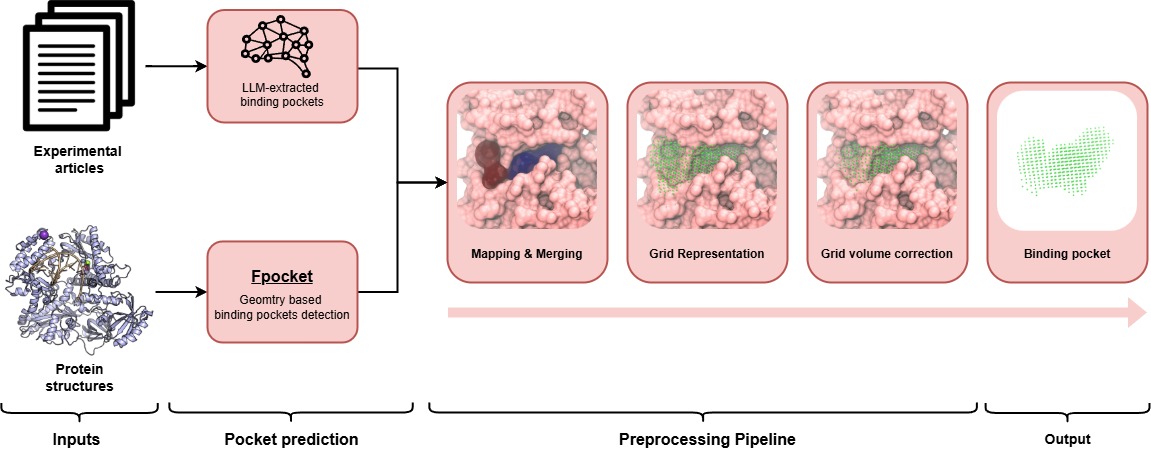 LLM-extracted
binding pockets
Experimental
articles
Mapping & Merging
Grid Representation
Grid volume correction
Binding pocket
Fpocket
Geomtry based
binding pockets detection
Protein
structures
Inputs
Pocket prediction
Preprocessing Pipeline
Output